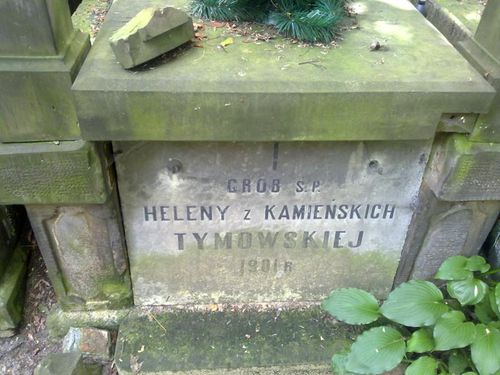 GRÓB Ś.P.
HELENY z KAMIEŃSKICH
TYMOWSKIEJ
1901 R